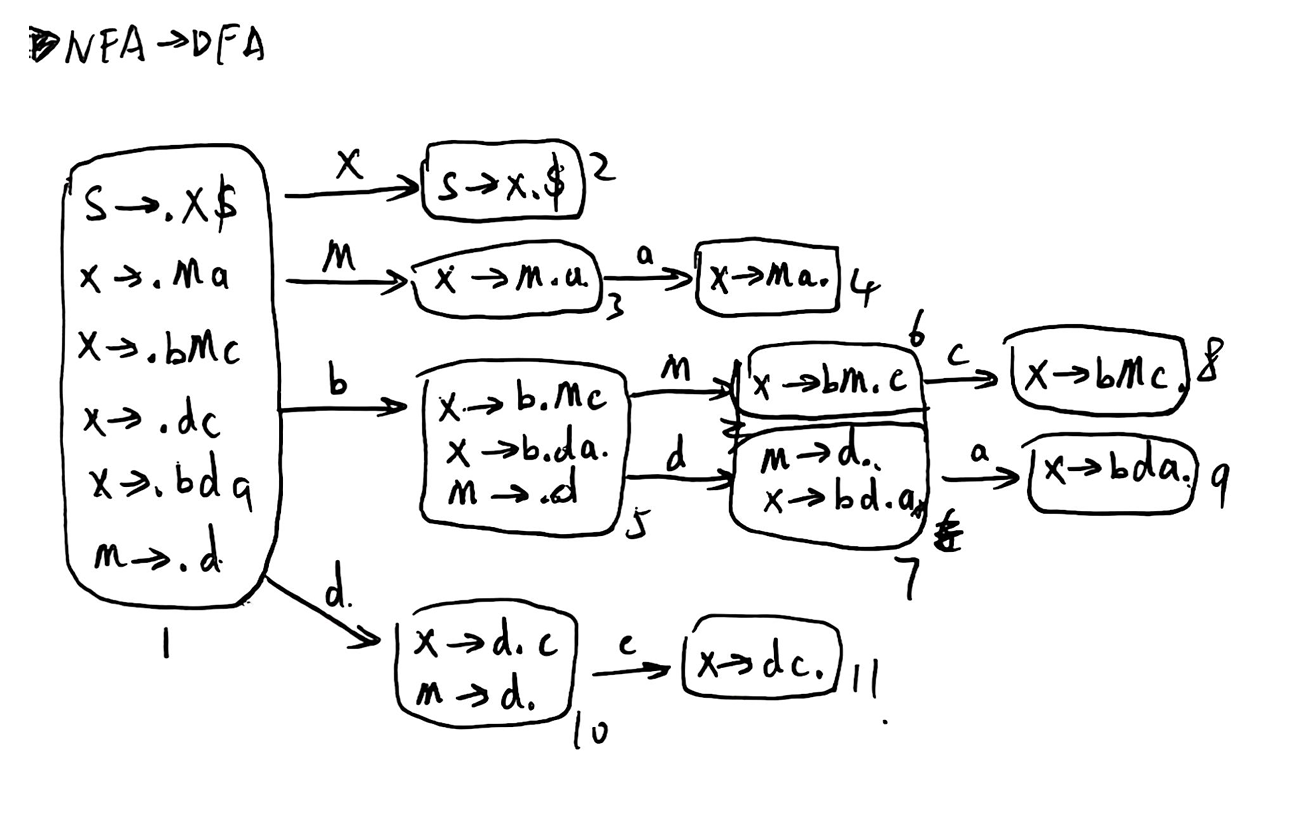 NFA→DFA
S→.X$
X→.Ma
X→.bMc
X→.dc
X→.bda
M→.d
1
X
S→X.$
2
M
X→M.a
3
a
X→Ma.
4
b
X→b.Mc
X→b.da.
M→.d
5
M
X→bM.c
6
c
X→bMc.
8
d
M→d.
X→bd.a
7
a
X→bda.
9
d.
X→d.c
M→d.
10
c
X→dc.
11